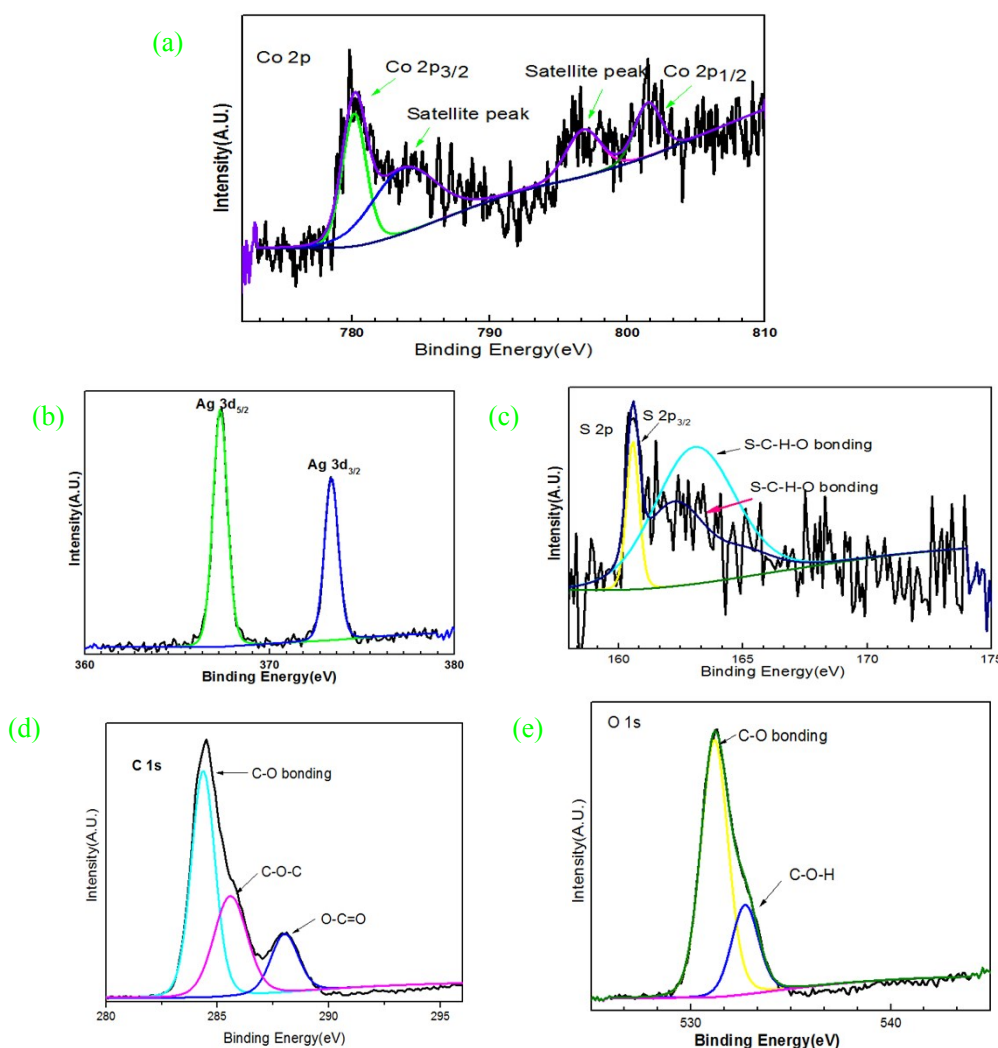 (a)
Co 2p
Co 2p3/2
Satellite peak
Satellite peak
Co 2p1/2
Intensity(A.U.)
780 790 800 810
Binding Energy(eV)
(b)
Ag 3d5/2
Ag 3d3/2
Intensity(A.U.)
360 370 380
Binding Energy(eV)
(c)
S 2p
S 2p3/2
S-C-H-O bonding
S-C-H-O bonding
Intensity(A.U.)
160 165 170 175
Binding Energy(eV)
(d)
C 1s
C-O bonding
C-O-C
O-C=O
Intensity(A.U.)
280 285 290 295
Binding Energy(eV)
(e)
O 1s
C-O bonding
C-O-H
Intensity(A.U.)
530 540
Binding Energy(eV)